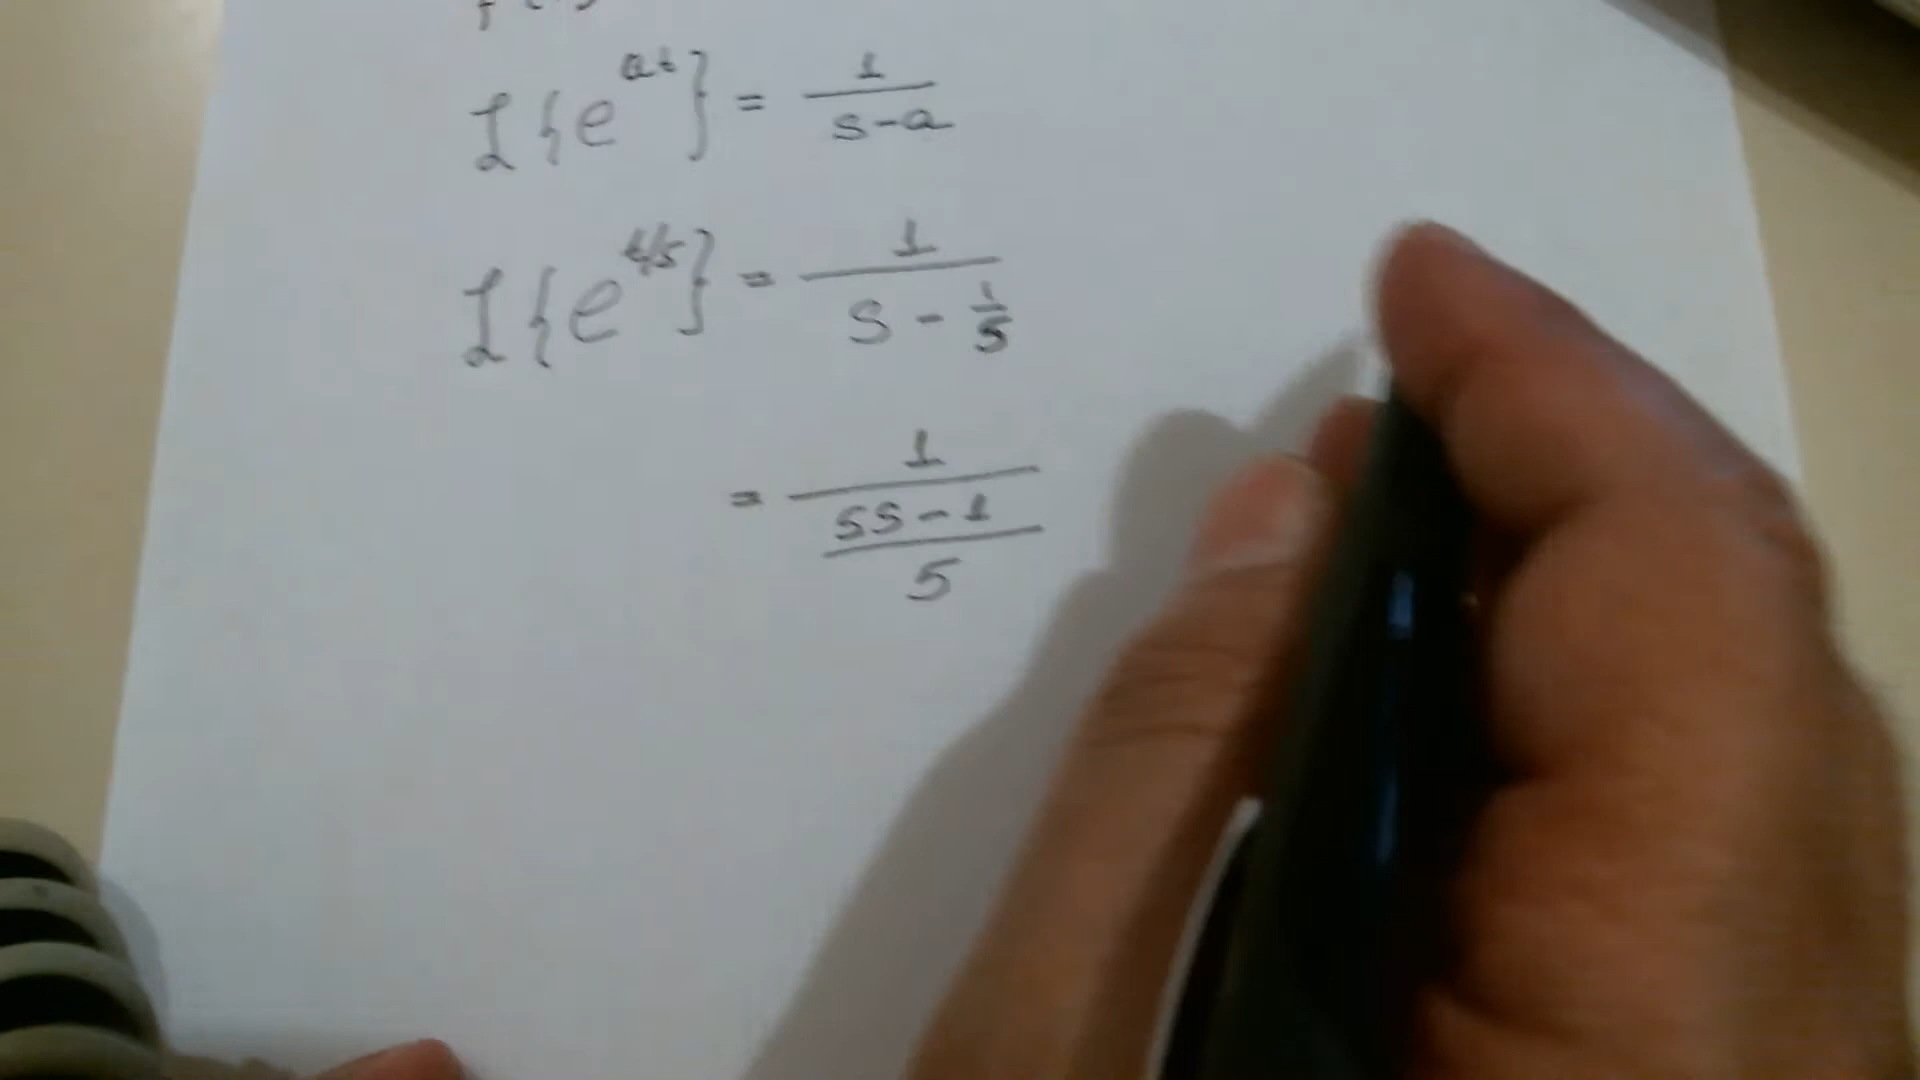 ℒ{e^{at}} = 1/(s-a)
ℒ{e^{t/5}} = 1/(s - 1/5)
= 1/((5s-1)/5)